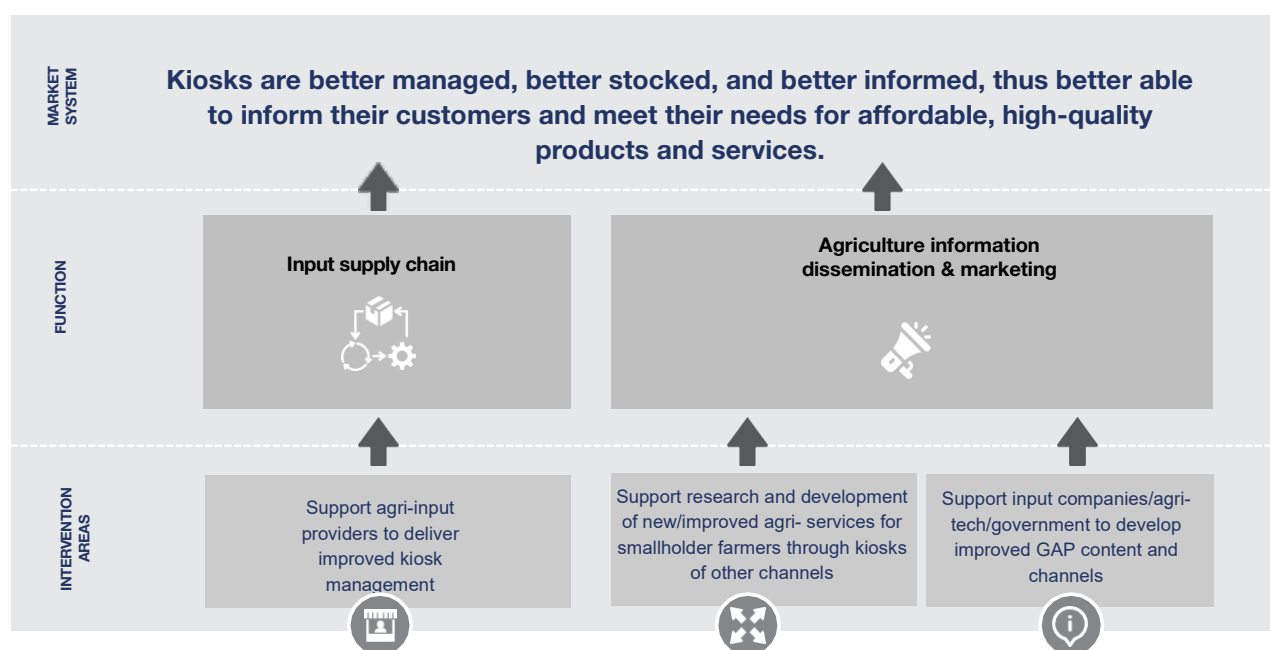 MARKET
SYSTEM
Kiosks are better managed, better stocked, and better informed, thus better able
to inform their customers and meet their needs for affordable, high-quality
products and services.
FUNCTION
Input supply chain
Agriculture information
dissemination & marketing
INTERVENTION
AREAS
Support agri-input
providers to deliver
improved kiosk
management
Support research and development
of new/improved agri- services for
smallholder farmers through kiosks
of other channels
Support input companies/agri-
tech/government to develop
improved GAP content and
channels